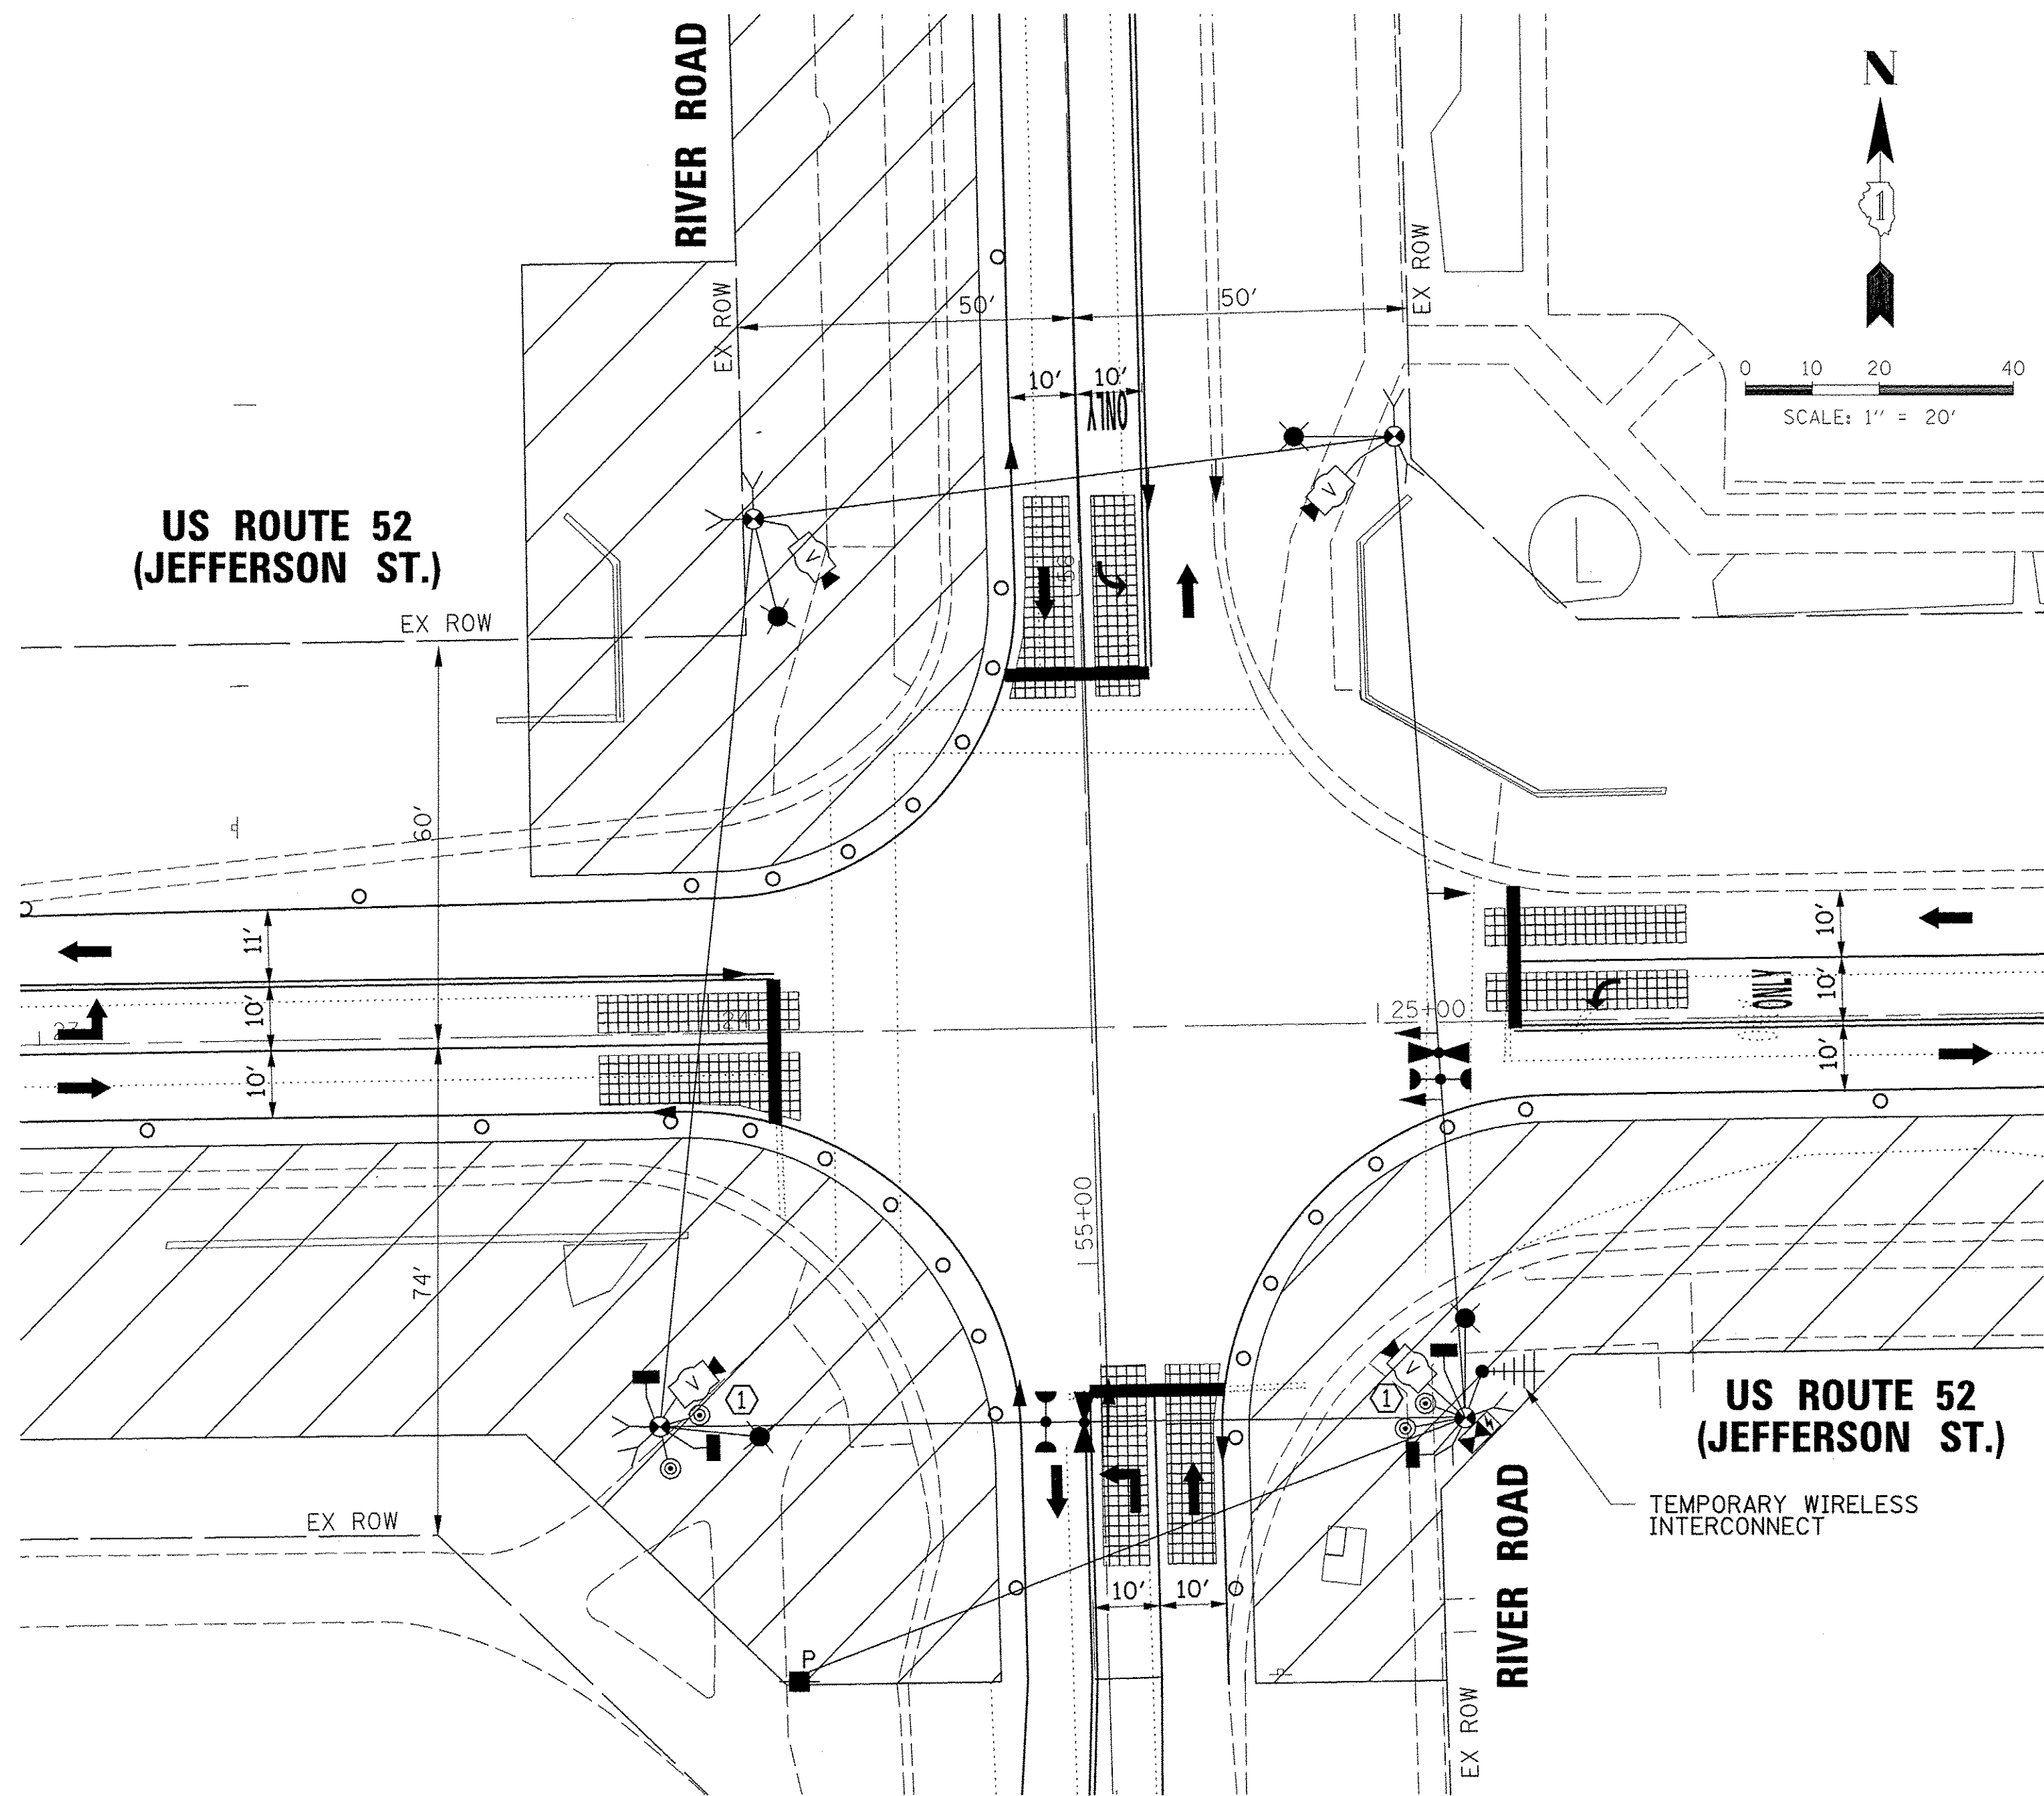 RIVER ROAD
N
1
EX ROW
50'
50'
EX ROW
10'
10'
ONLY
0 10 20 40
SCALE: 1" = 20'
V
V
L
US ROUTE 52
(JEFFERSON ST.)
56
EX ROW
60'
11'
10'
10'
23
24
25+00
ONLY
10'
10'
10'
55+00
74'
V
1
V
1
US ROUTE 52
(JEFFERSON ST.)
EX ROW
TEMPORARY WIRELESS
INTERCONNECT
10'
10'
P
RIVER ROAD
EX ROW